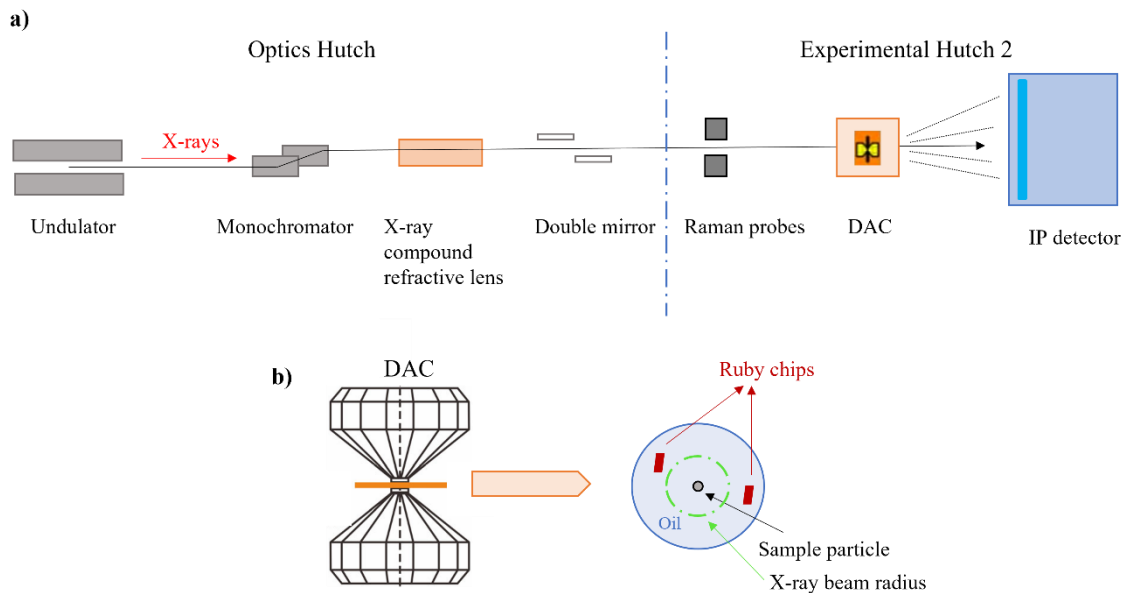 a)
Optics Hutch
Experimental Hutch 2
X-rays
Undulator
Monochromator
X-ray
compound
refractive lens
Double mirror
Raman probes
DAC
IP detector
b)
DAC
Ruby chips
Oil
Sample particle
X-ray beam radius